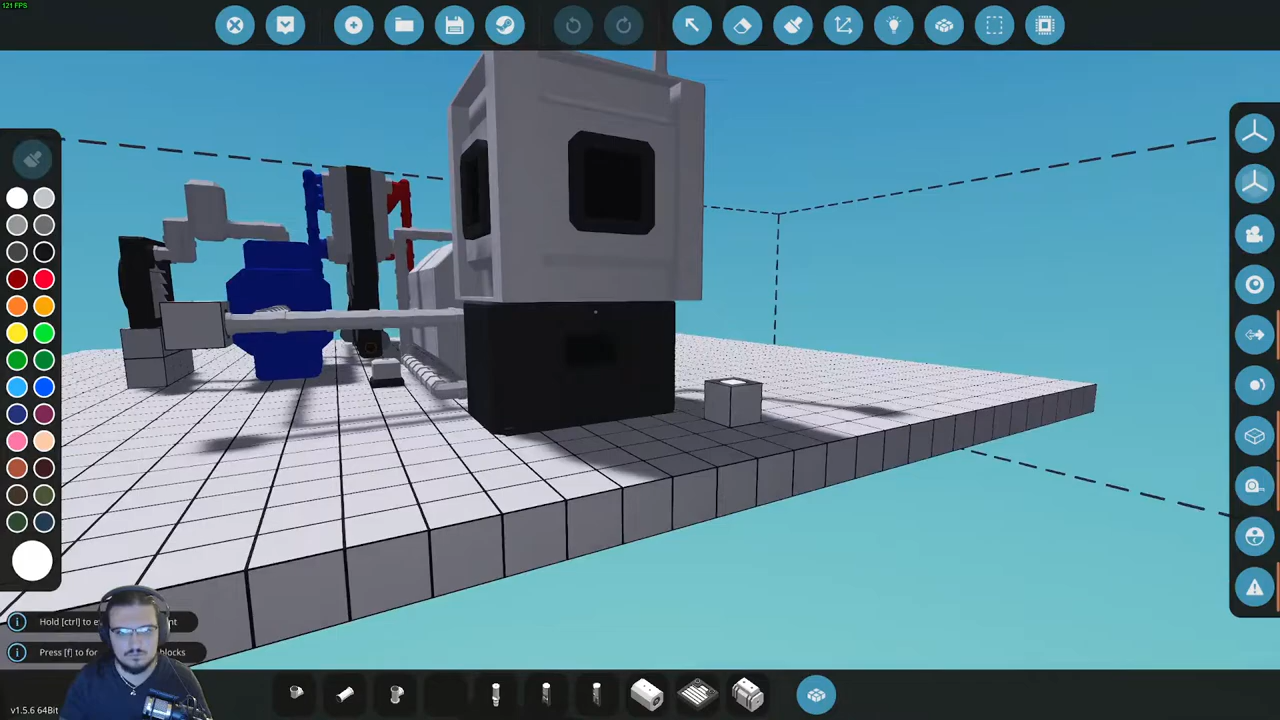 121 FPS
Hold [ctrl] to e
nt
Press [f] to for
blocks
v1.5.6 64Bit